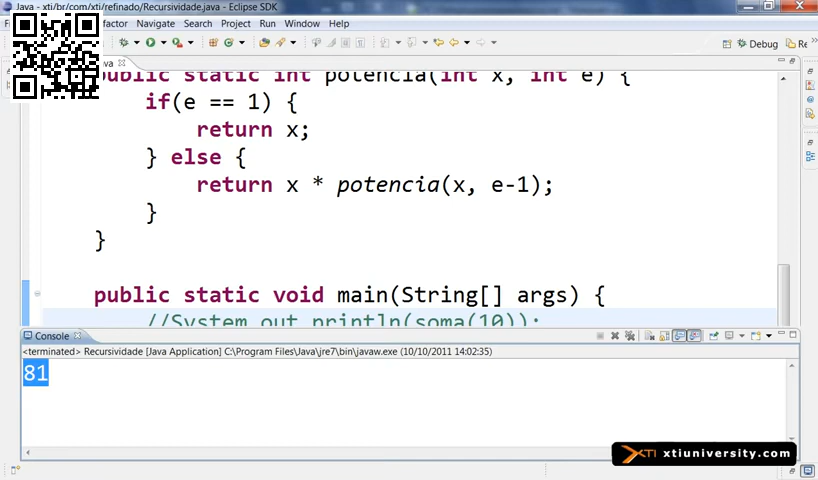 Java - xti/br/com/xti/refinado/Recursividade.java - Eclipse SDK
Navigate Search Project Run Window Help
Debug
public static int potencia(int x, int e) {
if(e == 1) {
return x;
} else {
return x * potencia(x, e-1);
}
}
public static void main(String[] args) {
//System.out.println(soma(10));
Console
<terminated> Recursividade [Java Application] C:\Program Files\Java\jre7\bin\javaw.exe (10/10/2011 14:02:35)
81
XTI xtiuniversity.com